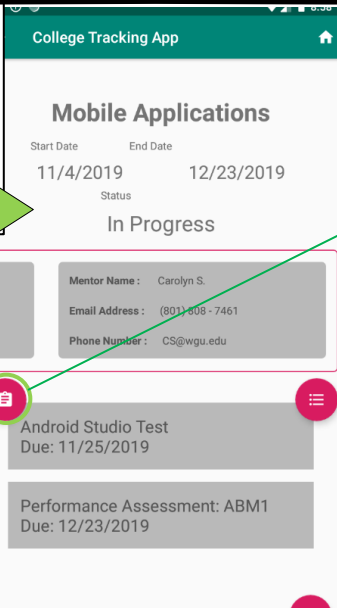 8:58
College Tracking App
Mobile Applications
Start Date End Date
11/4/2019 12/23/2019
Status
In Progress
Mentor Name : Carolyn S.
Email Address : (801) 808 - 7461
Phone Number : CS@wgu.edu
Android Studio Test
Due: 11/25/2019
Performance Assessment: ABM1
Due: 12/23/2019